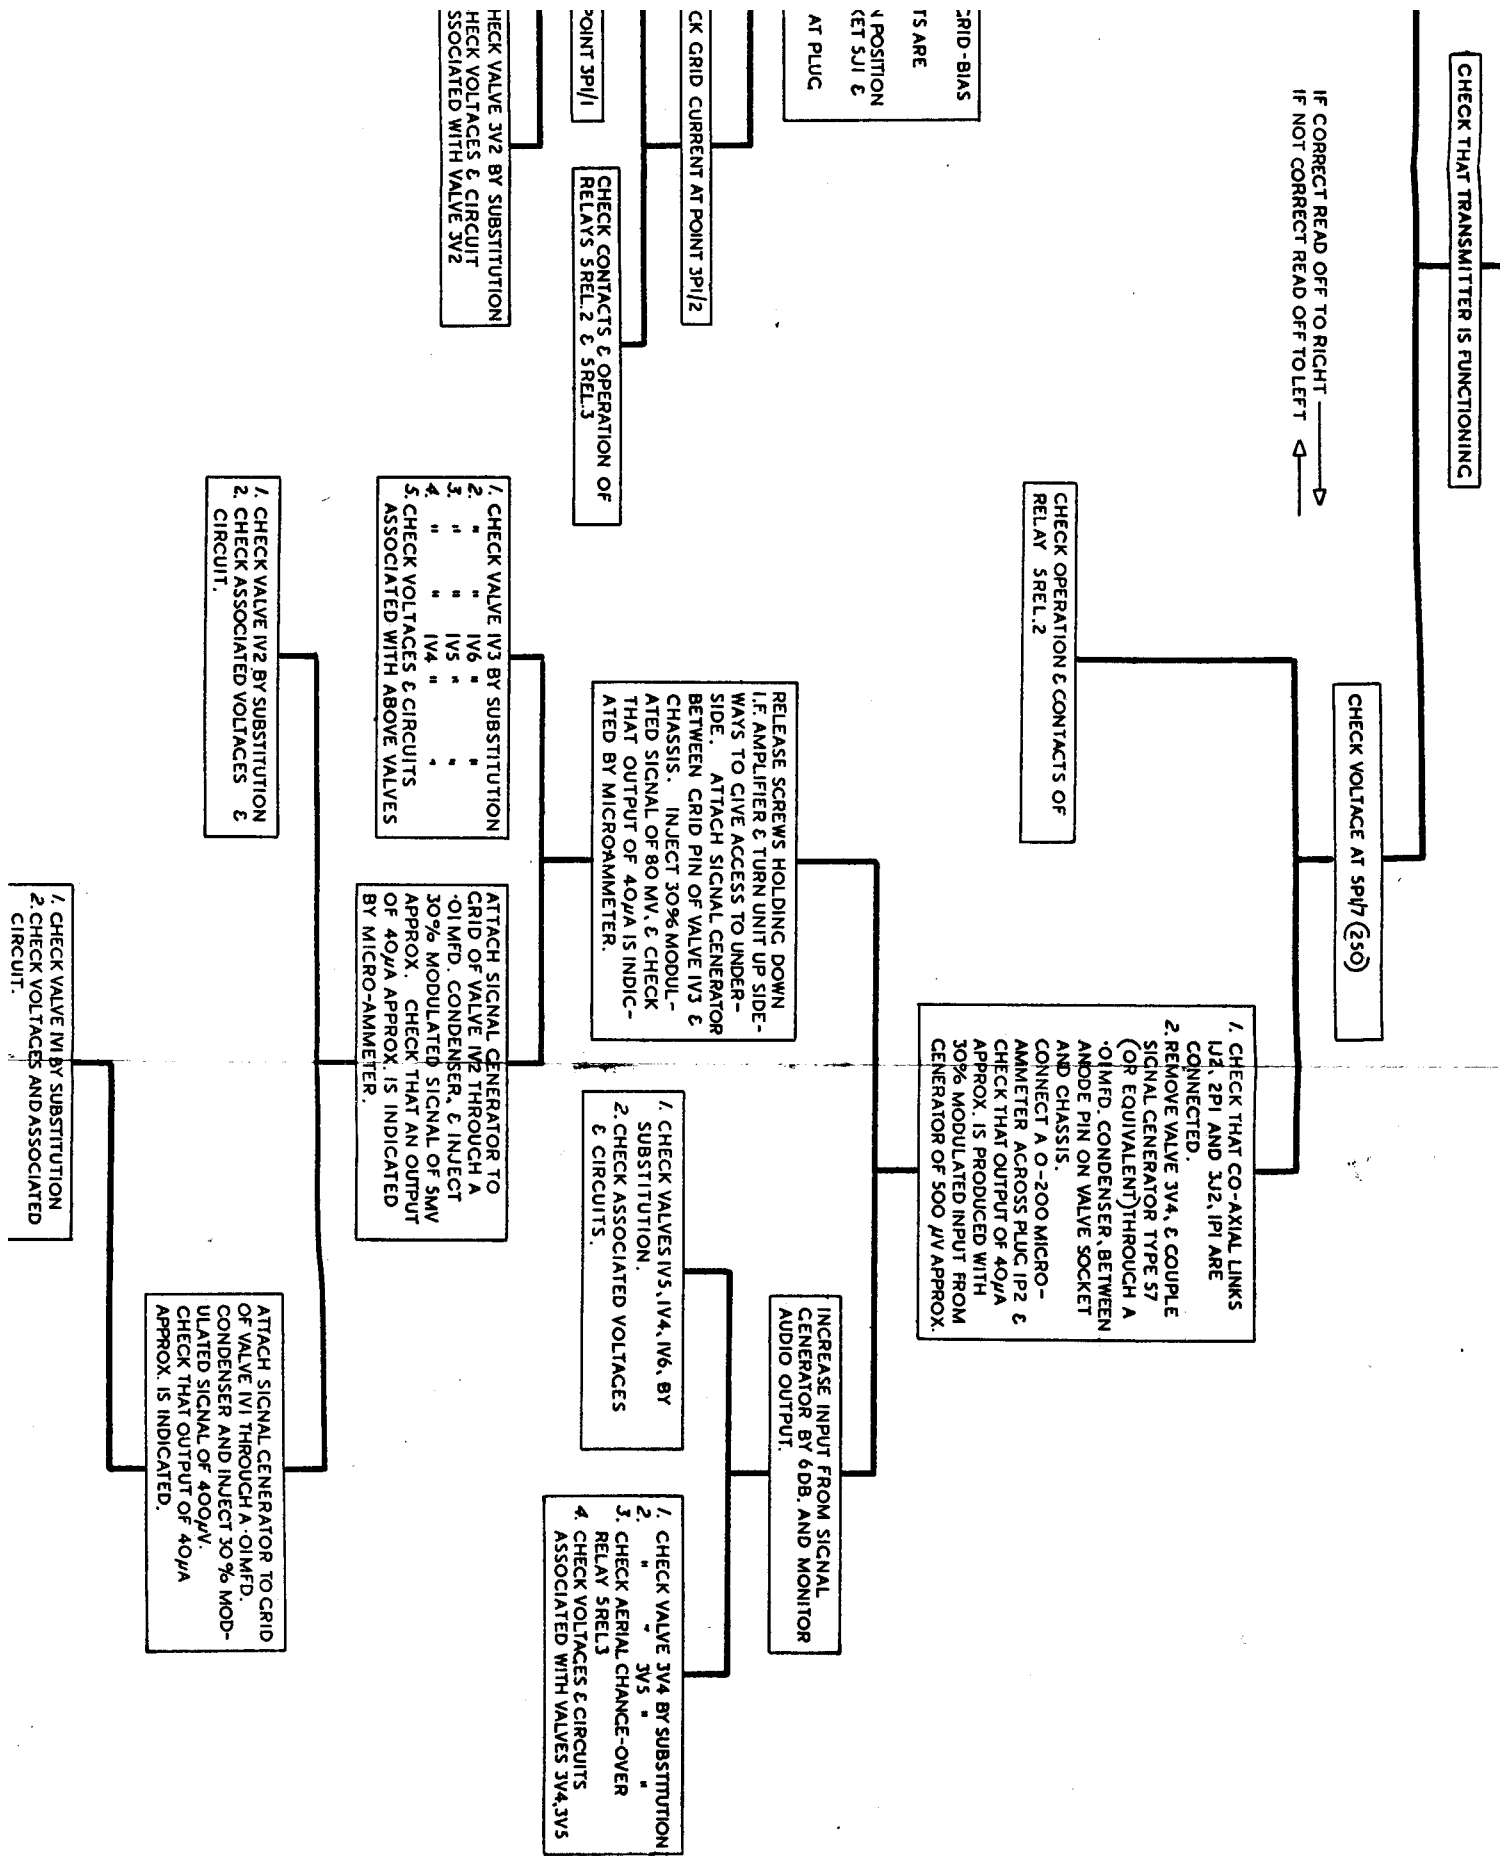 CHECK THAT TRANSMITTER IS FUNCTIONING
IF CORRECT READ OFF TO RIGHT
IF NOT CORRECT READ OFF TO LEFT
CHECK VOLTAGE AT 5P1/7 (250)
CHECK OPERATION & CONTACTS OF
RELAY 5REL.2
1. CHECK THAT CO-AXIAL LINKS
1J2, 2P1 AND 3J2, 1P1 ARE
CONNECTED.
2. REMOVE VALVE 3V4, & COUPLE
SIGNAL GENERATOR TYPE 57
(OR EQUIVALENT) THROUGH A
·01 MFD. CONDENSER, BETWEEN
ANODE PIN ON VALVE SOCKET
AND CHASSIS.
CONNECT A 0-200 MICRO-
AMMETER ACROSS PLUG 1P2 &
CHECK THAT OUTPUT OF 40µA
APPROX. IS PRODUCED WITH
30% MODULATED INPUT FROM
GENERATOR OF 500 µV APPROX.
GRID-BIAS
TS ARE
N POSITION
KET 5J1 &
AT PLUG
RELEASE SCREWS HOLDING DOWN
I.F. AMPLIFIER & TURN UNIT UP SIDE-
WAYS TO GIVE ACCESS TO UNDER-
SIDE. ATTACH SIGNAL GENERATOR
BETWEEN GRID PIN OF VALVE 1V3 &
CHASSIS. INJECT 30% MODUL-
ATED SIGNAL OF 80 MV, & CHECK
THAT OUTPUT OF 40µA IS INDIC-
ATED BY MICROAMMETER.
INCREASE INPUT FROM SIGNAL
GENERATOR BY 6DB. AND MONITOR
AUDIO OUTPUT.
CK GRID CURRENT AT POINT 3P1/2
POINT 3P1/1
CHECK CONTACTS & OPERATION OF
RELAYS 5REL.2 & 5REL.3
1. CHECK VALVES 1V5, 1V4, 1V6, BY
SUBSTITUTION.
2. CHECK ASSOCIATED VOLTAGES
& CIRCUITS.
1. CHECK VALVE 3V4 BY SUBSTITUTION
2. " " 3V5 " "
3. CHECK AERIAL CHANGE-OVER
RELAY 5REL3
4. CHECK VOLTAGES & CIRCUITS
ASSOCIATED WITH VALVES 3V4,3V5
HECK VALVE 3V2 BY SUBSTITUTION
HECK VOLTAGES & CIRCUIT
SSOCIATED WITH VALVE 3V2
1. CHECK VALVE 1V3 BY SUBSTITUTION
2. " " 1V6 " "
3. " " 1V5 " "
4. " " 1V4 " "
5. CHECK VOLTAGES & CIRCUITS
ASSOCIATED WITH ABOVE VALVES
ATTACH SIGNAL GENERATOR TO
GRID OF VALVE 1V2 THROUGH A
·01 MFD. CONDENSER, & INJECT
30% MODULATED SIGNAL OF 5MV
APPROX. CHECK THAT AN OUTPUT
OF 40µA APPROX. IS INDICATED
BY MICRO-AMMETER.
1. CHECK VALVE 1V2 BY SUBSTITUTION
2. CHECK ASSOCIATED VOLTAGES &
CIRCUIT.
ATTACH SIGNAL GENERATOR TO GRID
OF VALVE 1V1 THROUGH A ·01 MFD.
CONDENSER AND INJECT 30% MOD-
ULATED SIGNAL OF 400µV.
CHECK THAT OUTPUT OF 40µA
APPROX. IS INDICATED.
1. CHECK VALVE 1V1 BY SUBSTITUTION
2. CHECK VOLTAGES AND ASSOCIATED
CIRCUIT.